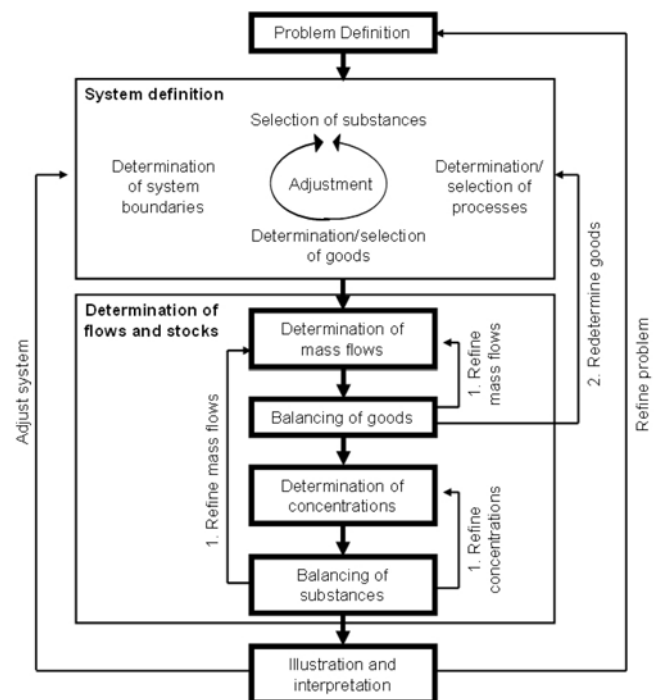 Problem Definition
System definition
Selection of substances
Determination
of system
boundaries
Adjustment
Determination/
selection of
processes
Determination/selection
of goods
Determination of
flows and stocks
Determination of
mass flows
1. Refine
mass flows
Balancing of goods
1. Refine mass flows
Determination of
concentrations
1. Refine
concentrations
Balancing of
substances
Illustration and
interpretation
Adjust system
2. Redetermine goods
Refine problem